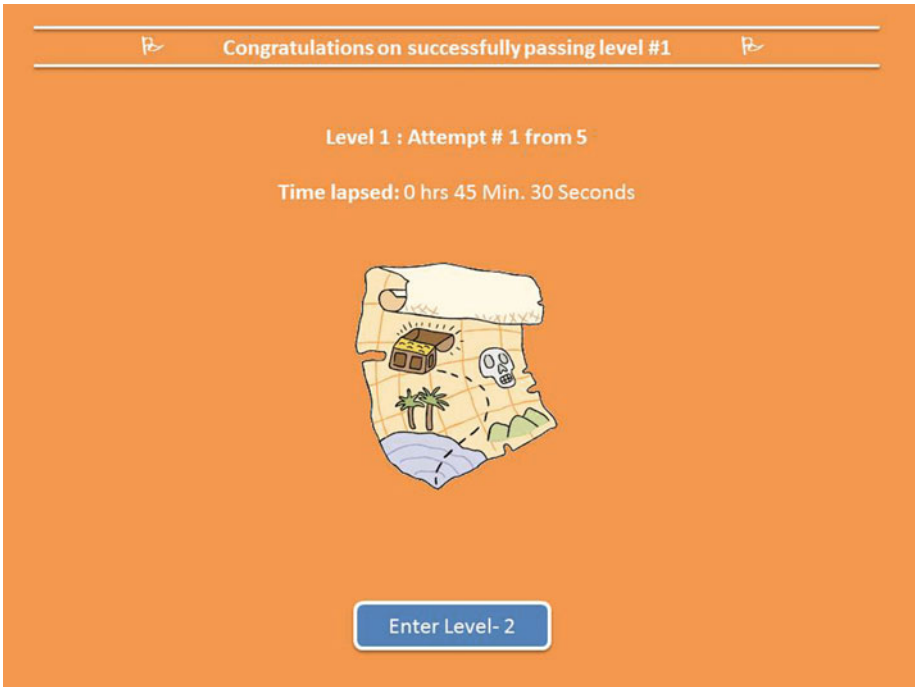 Congratulations on successfully passing level #1
Level 1 : Attempt # 1 from 5
Time lapsed: 0 hrs 45 Min. 30 Seconds
Enter Level- 2